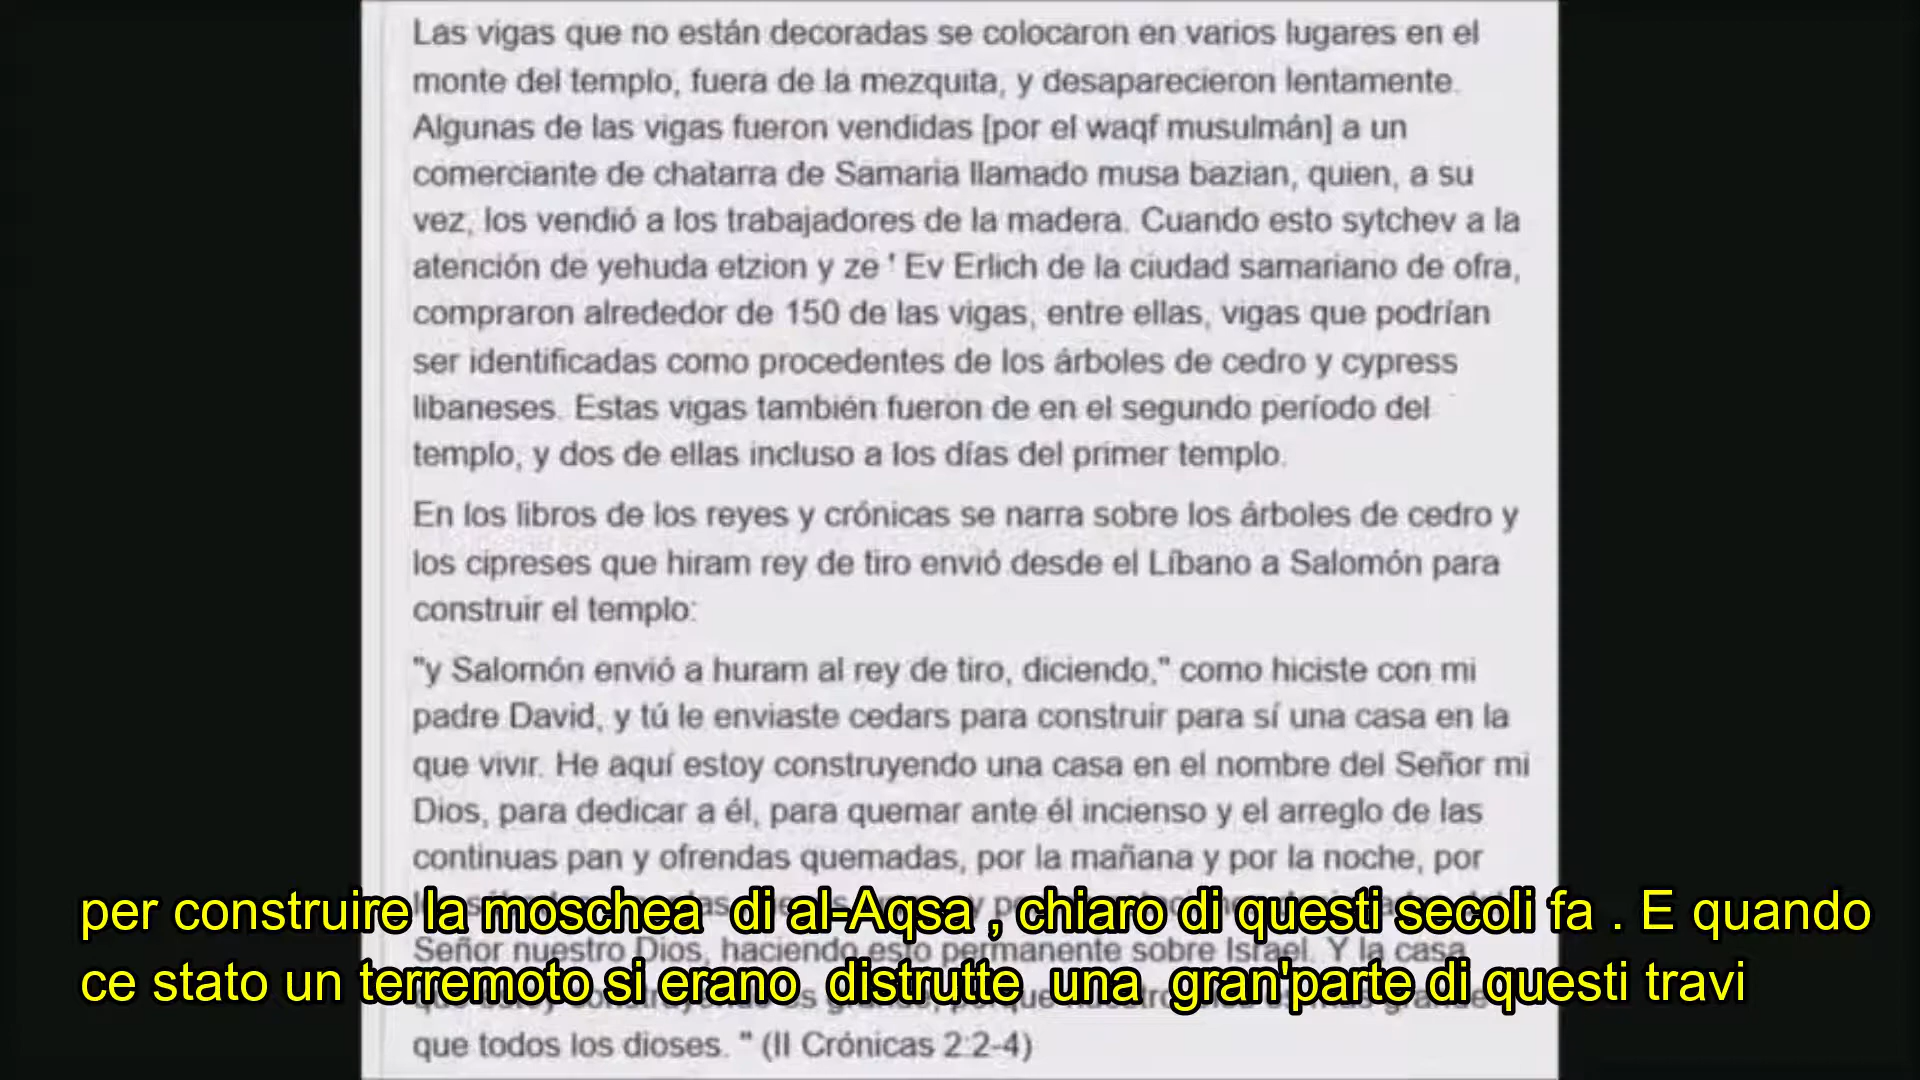 Las vigas que no están decoradas se colocaron en varios lugares en el
monte del templo, fuera de la mezquita, y desaparecieron lentamente.
Algunas de las vigas fueron vendidas [por el waqf musulmán] a un
comerciante de chatarra de Samaria llamado musa bazian, quien, a su
vez, los vendió a los trabajadores de la madera. Cuando esto sytchev a la
atención de yehuda etzion y ze ' Ev Erlich de la ciudad samariano de ofra,
compraron alrededor de 150 de las vigas, entre ellas, vigas que podrían
ser identificadas como procedentes de los árboles de cedro y cypress
libaneses. Estas vigas también fueron de en el segundo período del
templo, y dos de ellas incluso a los días del primer templo.
En los libros de los reyes y crónicas se narra sobre los árboles de cedro y
los cipreses que hiram rey de tiro envió desde el Líbano a Salomón para
construir el templo:
"y Salomón envió a huram al rey de tiro, diciendo," como hiciste con mi
padre David, y tú le enviaste cedars para construir para sí una casa en la
que vivir. He aquí estoy construyendo una casa en el nombre del Señor mi
Dios, para dedicar a él, para quemar ante él incienso y el arreglo de las
continuas pan y ofrendas quemadas, por la mañana y por la noche, por
per construire la moschea di al-Aqsa , chiaro di questi secoli fa . E quando
Señor nuestro Dios, haciendo esto permanente sobre Israel. Y la casa
ce stato un terremoto si erano distrutte una gran'parte di questi travi
que todos los dioses. " (II Crónicas 2:2-4)